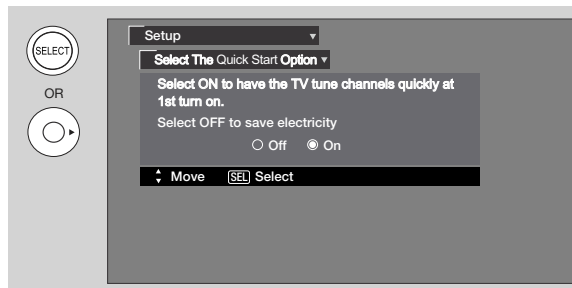 SELECT
OR
Setup
Select The Quick Start Option
Select ON to have the TV tune channels quickly at
1st turn on.
Select OFF to save electricity
Off On
Move SEL Select